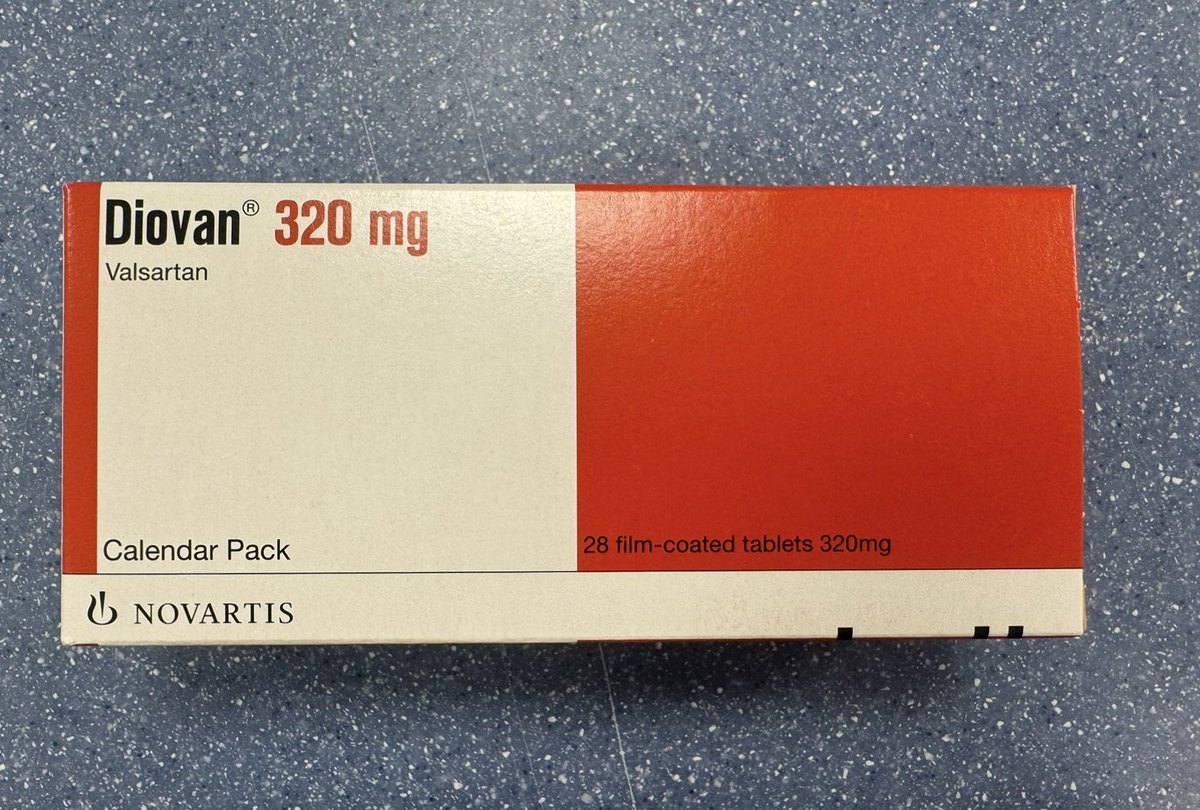 Diovan® 320 mg
Valsartan
Calendar Pack
28 film-coated tablets 320mg
NOVARTIS